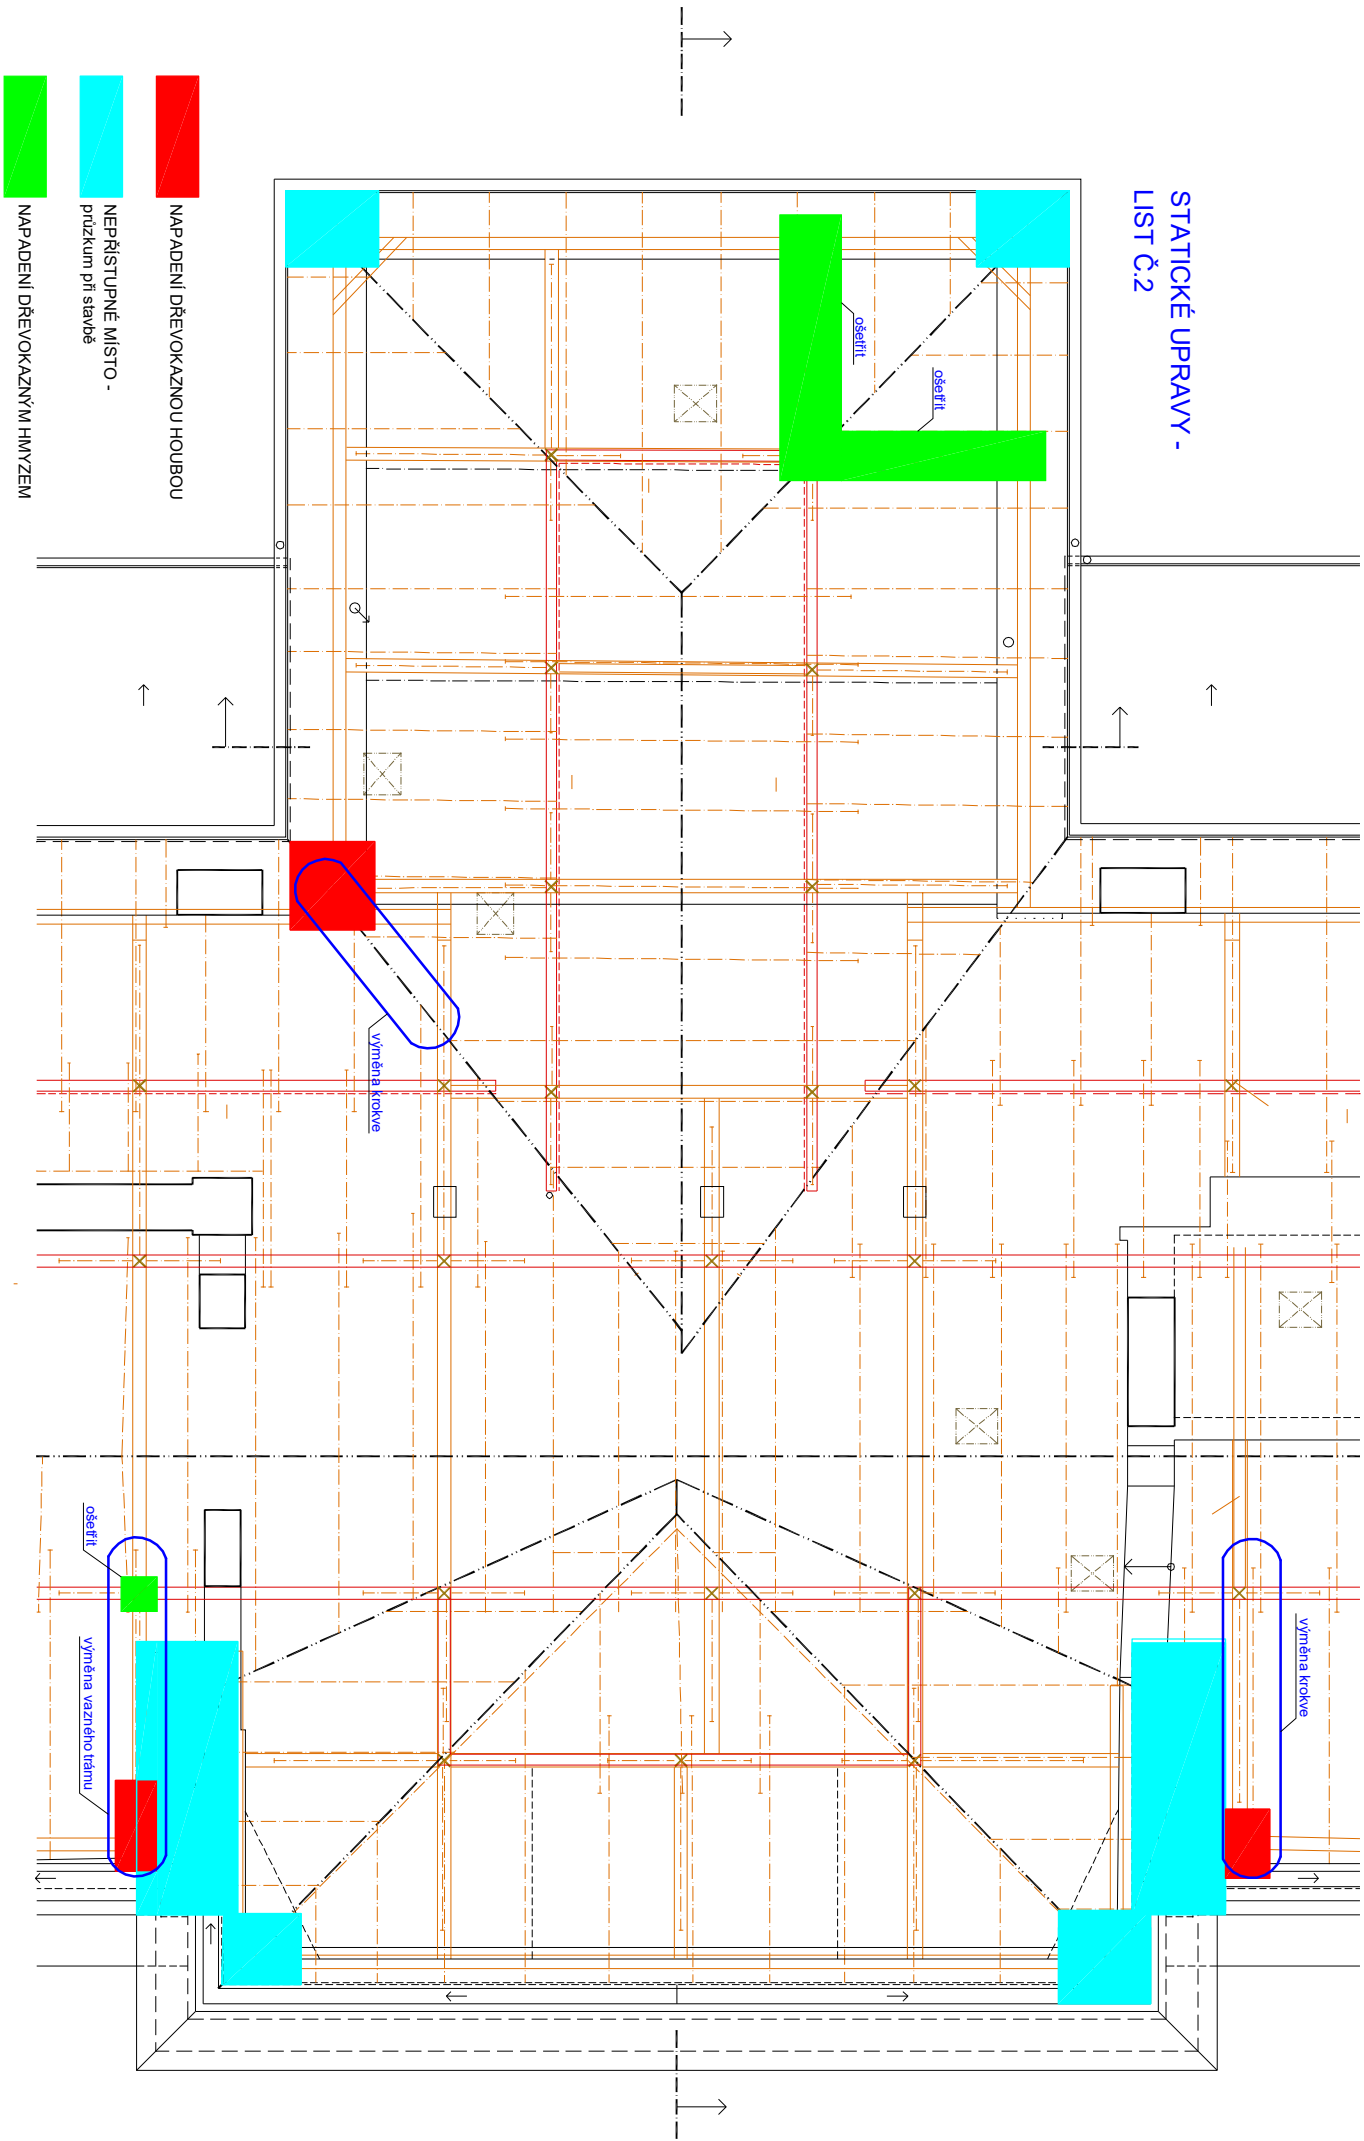 STATICKÉ UPRAVY -
LIST Č.2
ošetřit
ošetřit
výměna krokve
výměna krokve
ošetřit
výměna vazného trámu
NAPADENÍ DŘEVOKAZNOU HOUBOU
NEPŘÍSTUPNÉ MÍSTO -
průzkum při stavbě
NAPADENÍ DŘEVOKAZNÝM HMYZEM